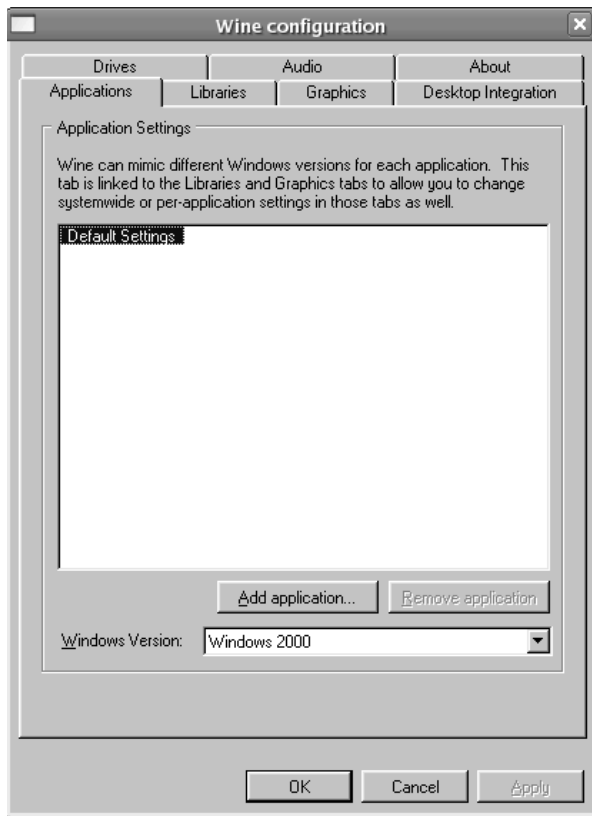 Wine configuration
Drives Audio About
Applications Libraries Graphics Desktop Integration
Application Settings
Wine can mimic different Windows versions for each application. This
tab is linked to the Libraries and Graphics tabs to allow you to change
systemwide or per-application settings in those tabs as well.
Default Settings
Add application... Remove application
Windows Version: Windows 2000
OK Cancel Apply